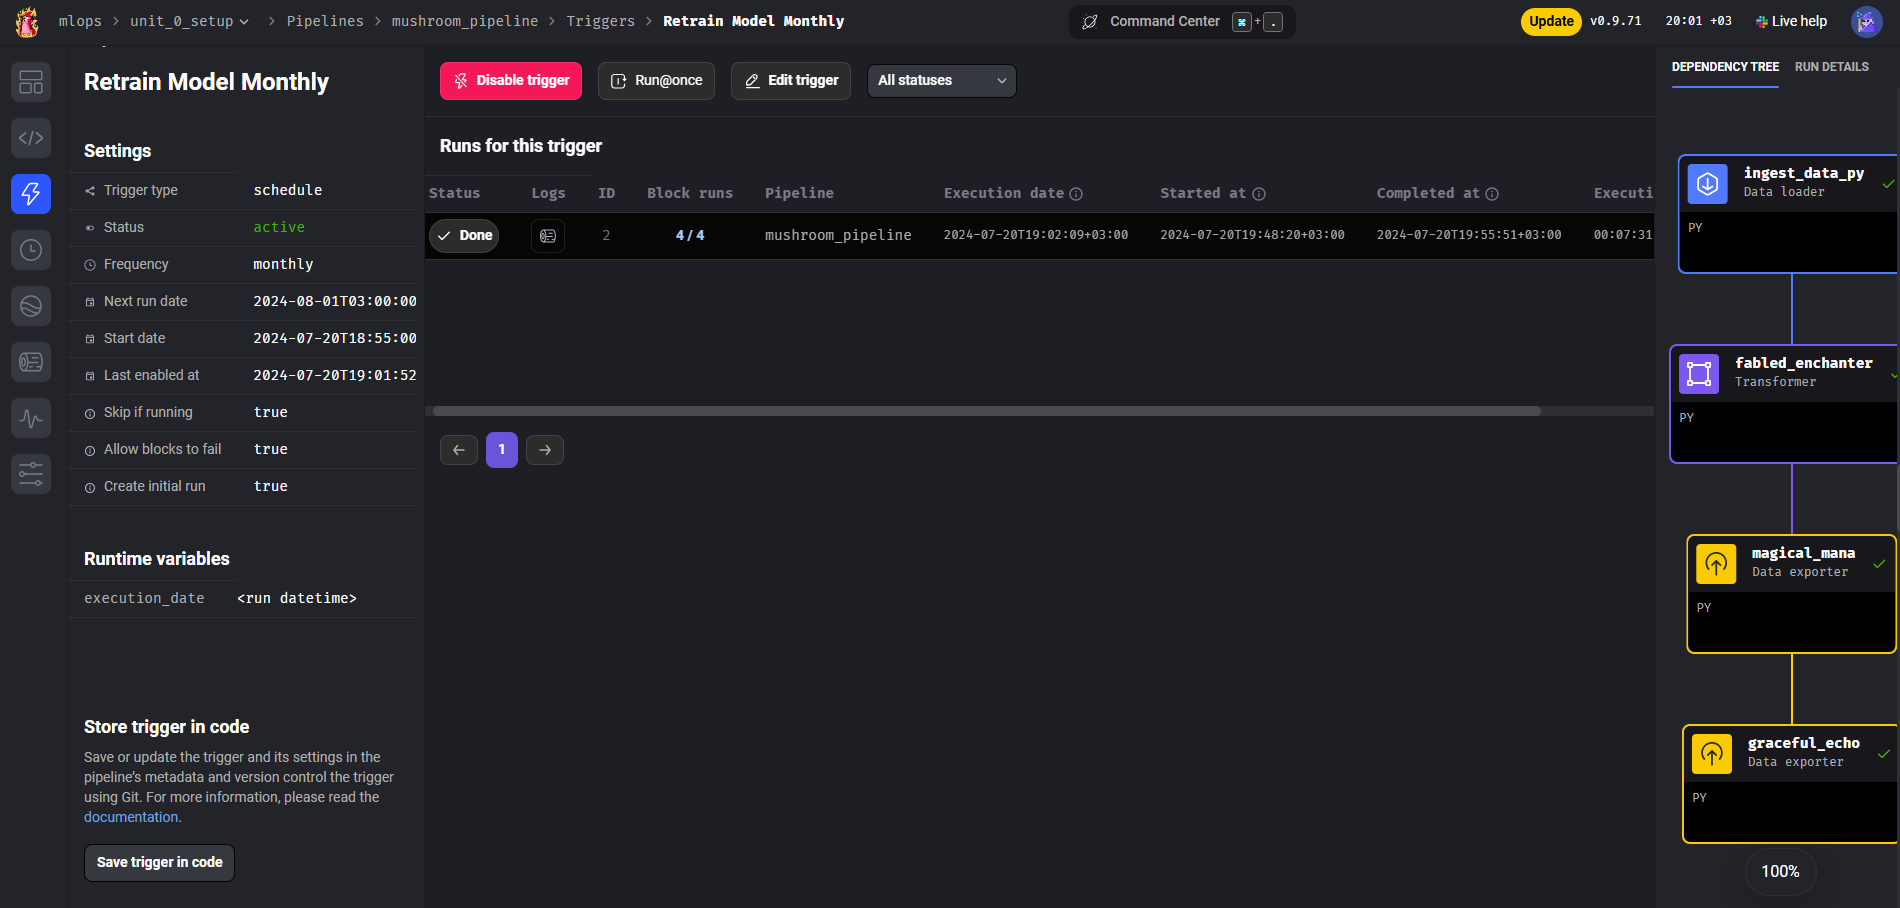 mlops > unit_0_setup > Pipelines > mushroom_pipeline > Triggers > Retrain Model Monthly
Command Center ⌘ + .
Update v0.9.71 20:01 +03 Live help
Retrain Model Monthly
Settings
Trigger type schedule
Status active
Frequency monthly
Next run date 2024-08-01T03:00:00
Start date 2024-07-20T18:55:00
Last enabled at 2024-07-20T19:01:52
Skip if running true
Allow blocks to fail true
Create initial run true
Runtime variables
execution_date <run datetime>
Store trigger in code
Save or update the trigger and its settings in the
pipeline's metadata and version control the trigger
using Git. For more information, please read the
documentation.
Save trigger in code
Disable trigger Run@once Edit trigger All statuses
Runs for this trigger
Status Logs ID Block runs Pipeline Execution date Started at Completed at Executi
Done 2 4 / 4 mushroom_pipeline 2024-07-20T19:02:09+03:00 2024-07-20T19:48:20+03:00 2024-07-20T19:55:51+03:00 00:07:31
← 1 →
DEPENDENCY TREE RUN DETAILS
ingest_data_py
Data loader
PY
fabled_enchanter
Transformer
PY
magical_mana
Data exporter
PY
graceful_echo
Data exporter
PY
100%